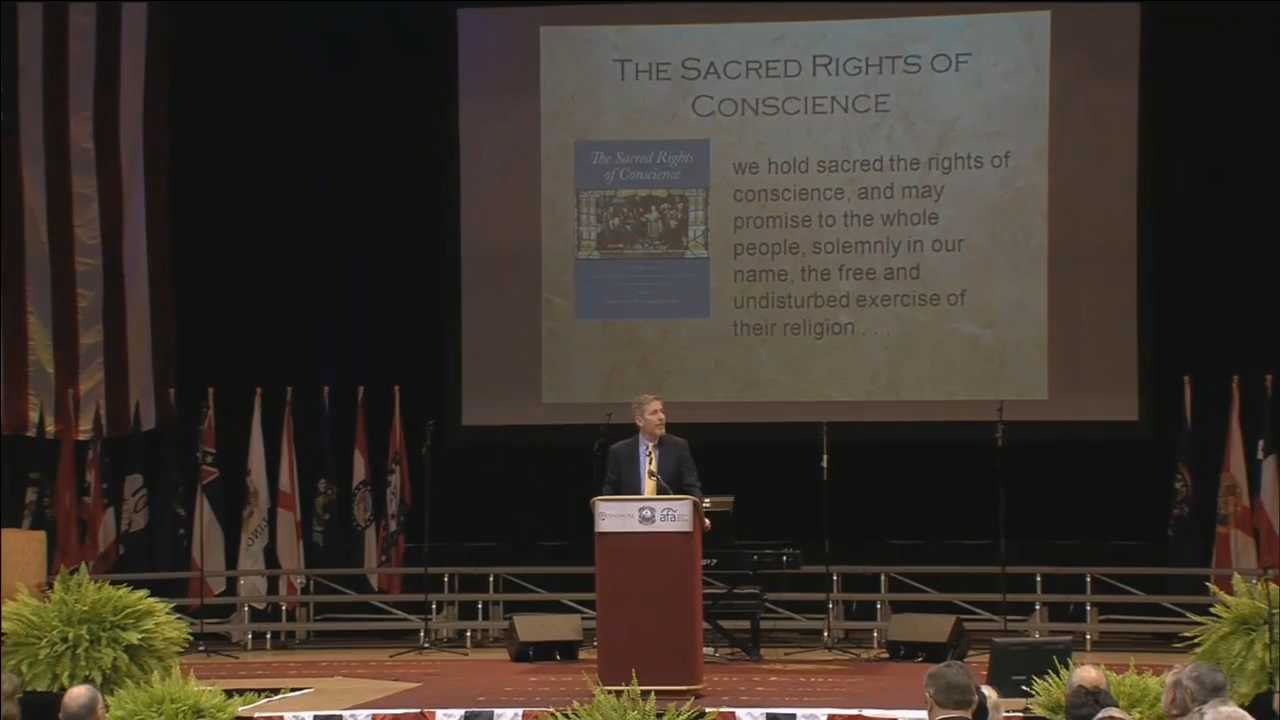 THE SACRED RIGHTS OF
CONSCIENCE
The Sacred Rights
of Conscience
we hold sacred the rights of
conscience, and may
promise to the whole
people, solemnly in our
name, the free and
undisturbed exercise of
their religion . . .
afa